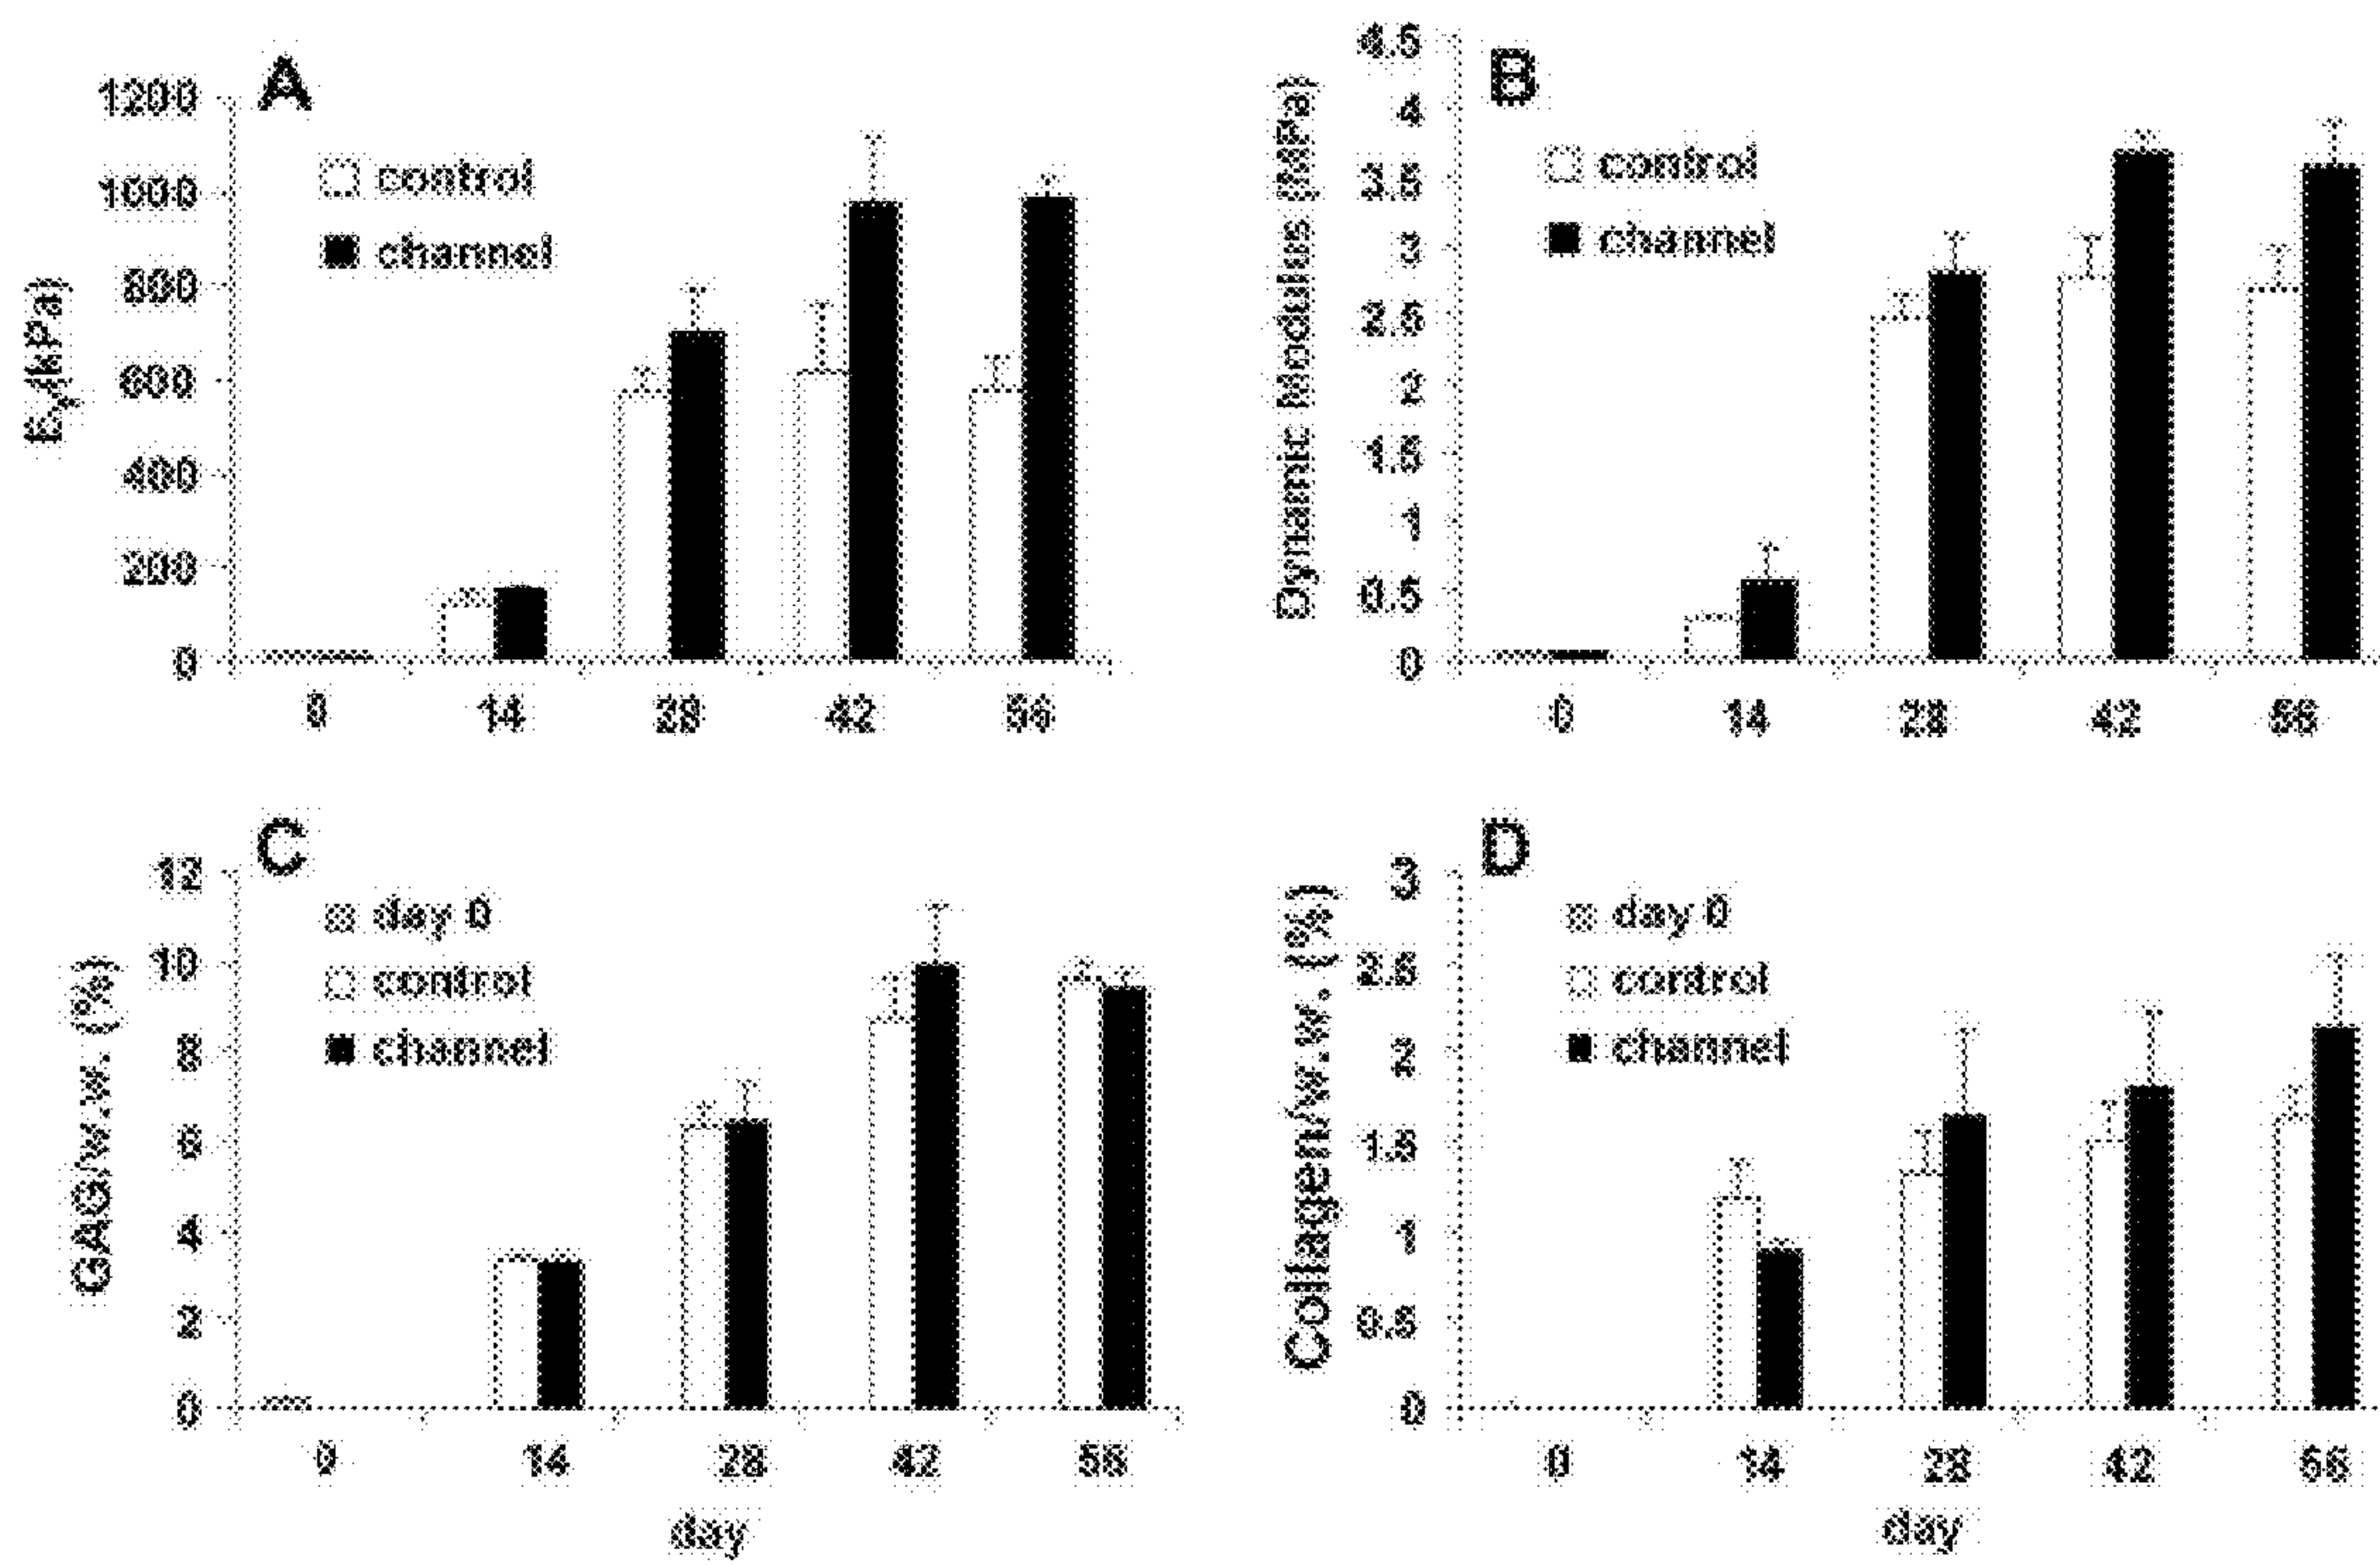 A
E_Y(kPa)
1200
1000
800
600
400
200
0
control
channel
0 14 28 42 56
B
Dynamic Modulus (MPa)
4.5
4
3.5
3
2.5
2
1.5
1
0.5
0
control
channel
0 14 28 42 56
C
GAG/w.w. (%)
12
10
8
6
4
2
0
day 0
control
channel
0 14 28 42 56
day
D
Collagen/w.w. (%)
3
2.5
2
1.5
1
0.5
0
day 0
control
channel
0 14 28 42 56
day